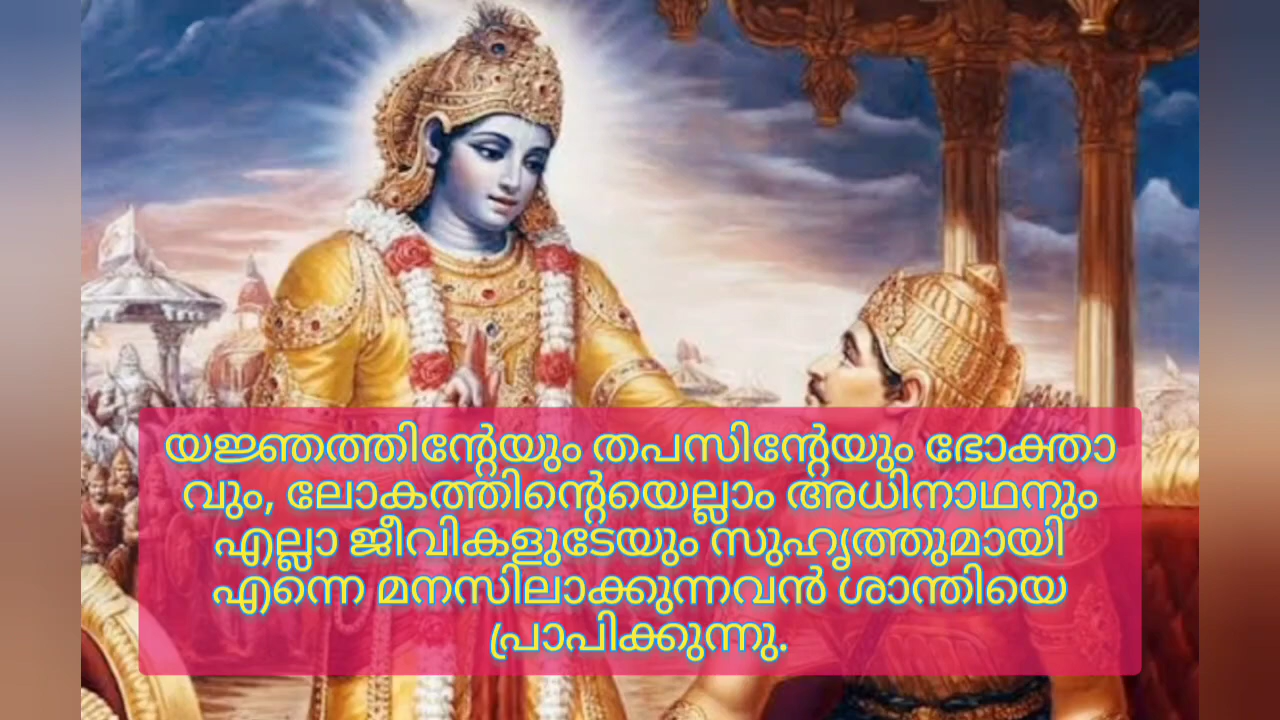 യജ്ഞത്തിന്റേയും തപസിന്റേയും ഭോക്താ
വും, ലോകത്തിന്റെയെല്ലാം അധിനാഥനും
എല്ലാ ജീവികളുടേയും സുഹൃത്തുമായി
എന്നെ മനസിലാക്കുന്നവൻ ശാന്തിയെ
പ്രാപിക്കുന്നു.